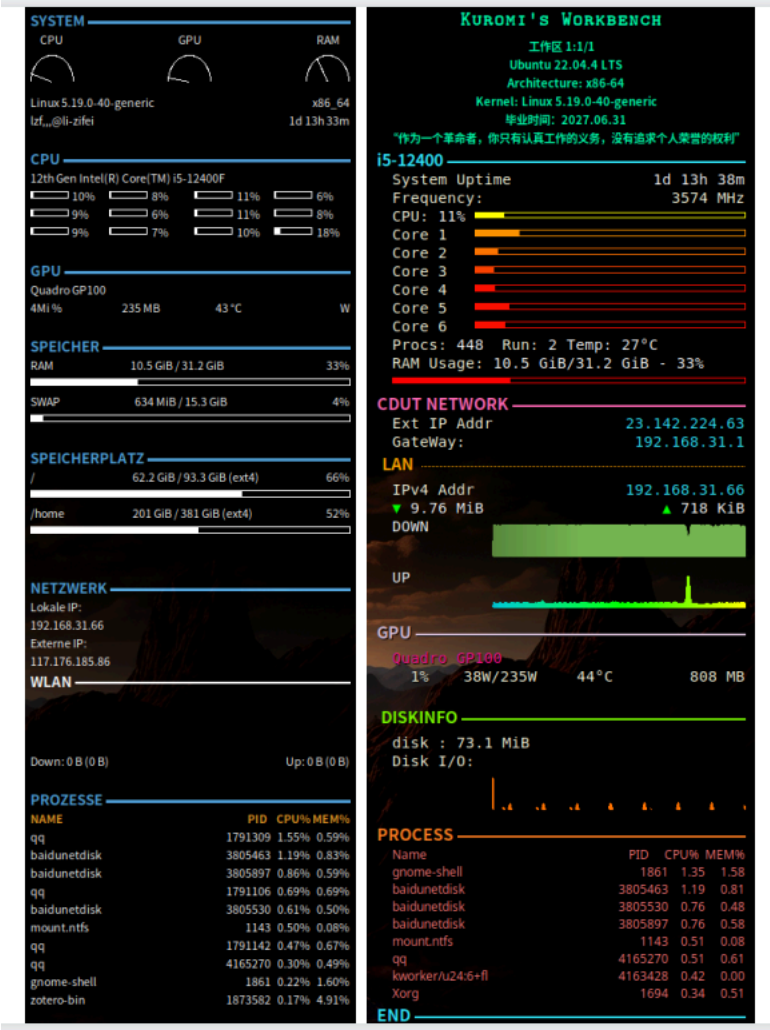 SYSTEM
CPU GPU RAM
Linux 5.19.0-40-generic x86_64
lzf,,,@li-zifei 1d 13h 33m
CPU
12th Gen Intel(R) Core(TM) i5-12400F
10% 8% 11% 6%
9% 6% 11% 8%
9% 7% 10% 18%
GPU
Quadro GP100
4Mi % 235 MB 43 °C W
SPEICHER
RAM 10.5 GiB / 31.2 GiB 33%
SWAP 634 MiB / 15.3 GiB 4%
SPEICHERPLATZ
/ 62.2 GiB / 93.3 GiB (ext4) 66%
/home 201 GiB / 381 GiB (ext4) 52%
NETZWERK
Lokale IP:
192.168.31.66
Externe IP:
117.176.185.86
WLAN
Down: 0 B (0 B) Up: 0 B (0 B)
PROZESSE
NAME PID CPU% MEM%
qq 1791309 1.55% 0.59%
baidunetdisk 3805463 1.19% 0.83%
baidunetdisk 3805897 0.86% 0.59%
qq 1791106 0.69% 0.69%
baidunetdisk 3805530 0.61% 0.50%
mount.ntfs 1143 0.50% 0.08%
qq 1791142 0.47% 0.67%
qq 4165270 0.30% 0.49%
gnome-shell 1861 0.22% 1.60%
zotero-bin 1873582 0.17% 4.91%
Kuromi's Workbench
工作区 1:1/1
Ubuntu 22.04.4 LTS
Architecture: x86-64
Kernel: Linux 5.19.0-40-generic
毕业时间：2027.06.31
“作为一个革命者，你只有认真工作的义务，没有追求个人荣誉的权利”
i5-12400
System Uptime 1d 13h 38m
Frequency: 3574 MHz
CPU: 11%
Core 1
Core 2
Core 3
Core 4
Core 5
Core 6
Procs: 448 Run: 2 Temp: 27°C
RAM Usage: 10.5 GiB/31.2 GiB - 33%
CDUT NETWORK
Ext IP Addr 23.142.224.63
GateWay: 192.168.31.1
LAN
IPv4 Addr 192.168.31.66
▼ 9.76 MiB ▲ 718 KiB
DOWN
UP
GPU
Quadro GP100
1% 38W/235W 44°C 808 MB
DISKINFO
disk : 73.1 MiB
Disk I/O:
PROCESS
Name PID CPU% MEM%
gnome-shell 1861 1.35 1.58
baidunetdisk 3805463 1.19 0.81
baidunetdisk 3805530 0.76 0.48
baidunetdisk 3805897 0.76 0.58
mount.ntfs 1143 0.51 0.08
qq 4165270 0.51 0.61
kworker/u24:6+fl 4163428 0.42 0.00
Xorg 1694 0.34 0.51
END